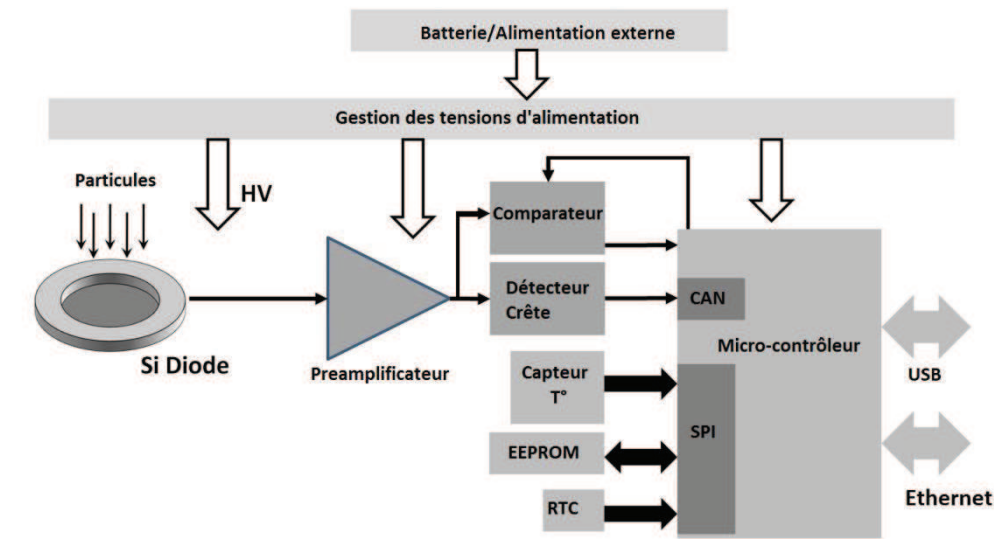 Batterie/Alimentation externe
Gestion des tensions d'alimentation
Particules
HV
Comparateur
Détecteur
Crête
CAN
Micro-contrôleur
Si Diode
Preamplificateur
Capteur
T°
USB
SPI
EEPROM
Ethernet
RTC